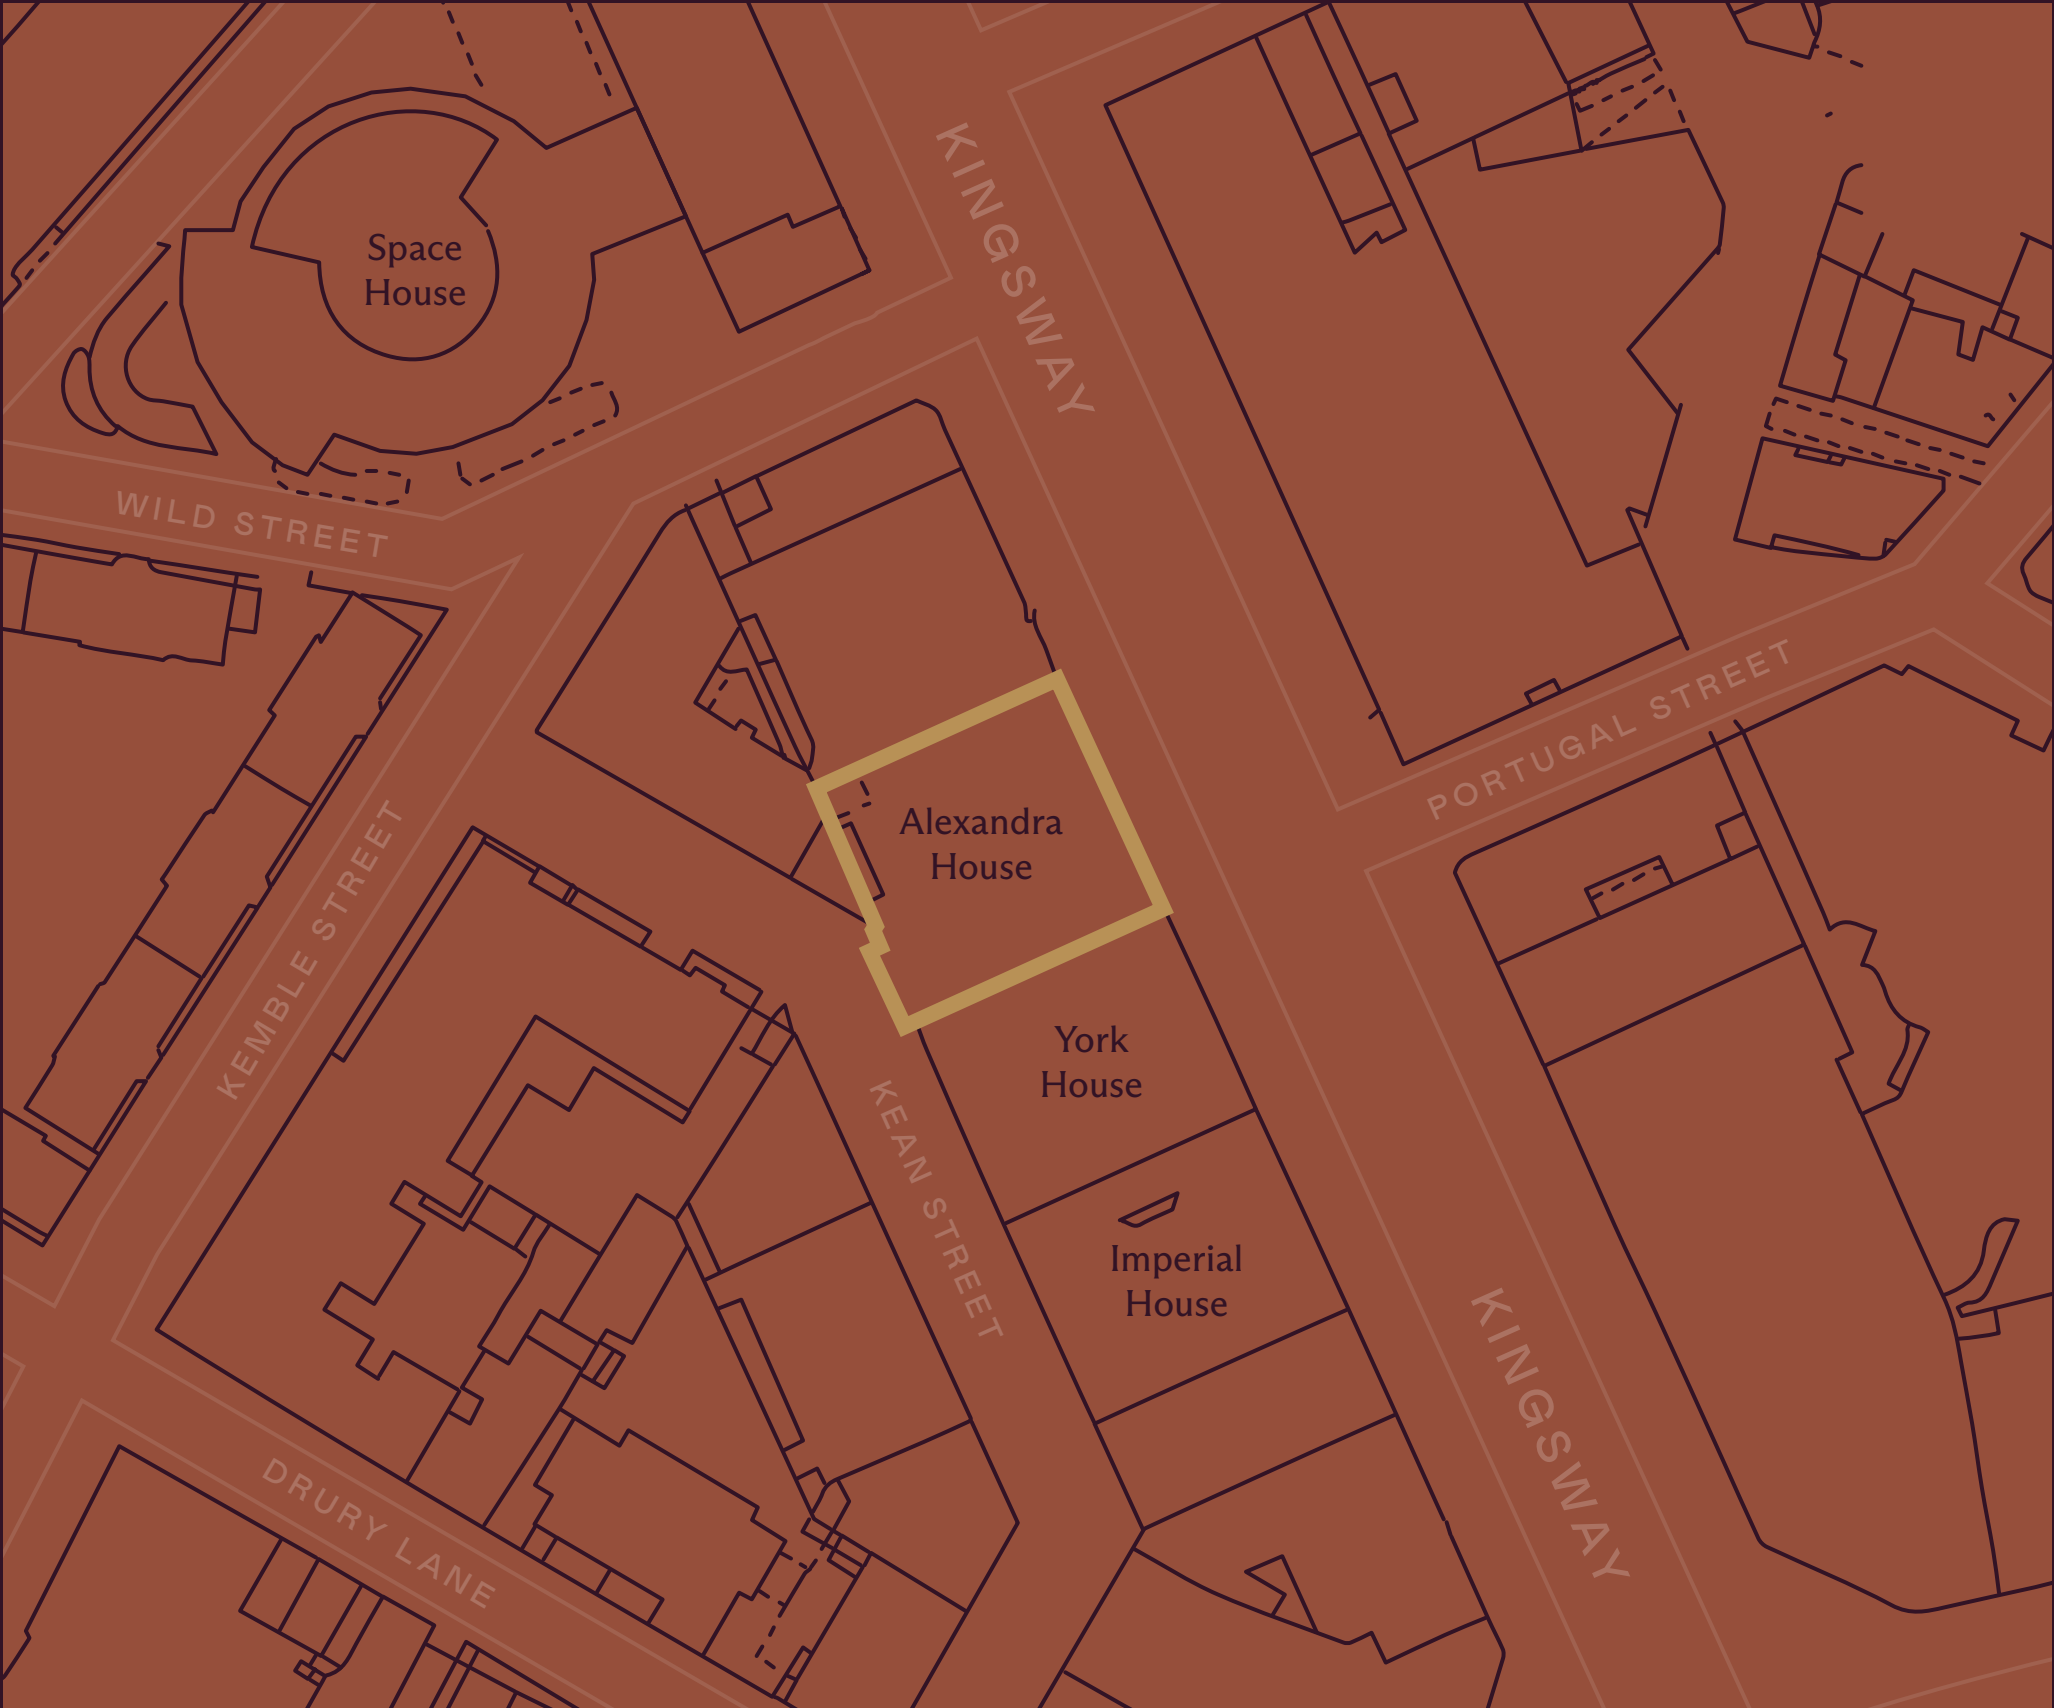 KINGSWAY
Space
House
WILD STREET
PORTUGAL STREET
Alexandra
House
KEMBLE STREET
York
House
KEAN STREET
Imperial
House
KINGSWAY
DRURY LANE